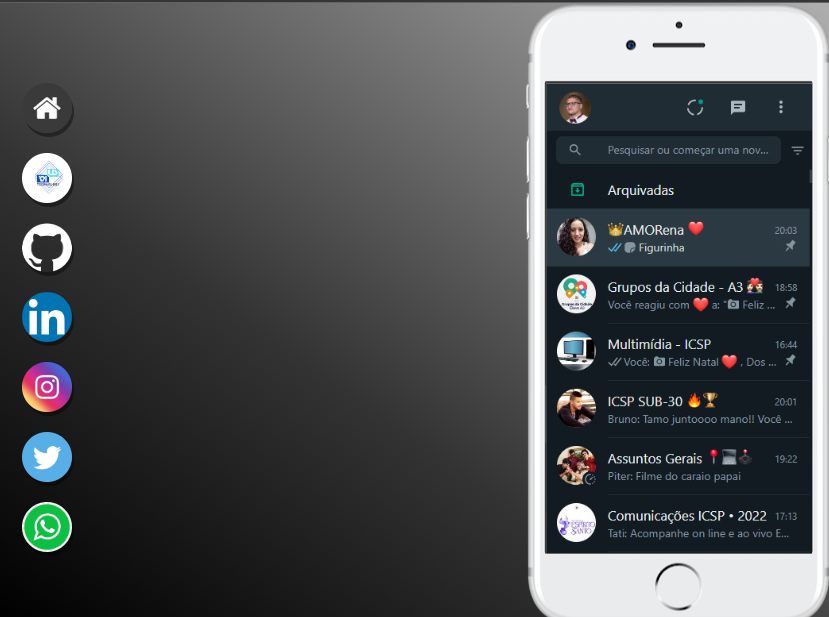 in
Pesquisar ou começar uma nov...
Arquivadas
👑AMORena ❤️ 20:03
Figurinha
Grupos da Cidade - A3 18:58
Você reagiu com ❤️ a: "📷 Feliz ...
Multimídia - ICSP 16:44
Você: 📷 Feliz Natal ❤️ , Dos ...
ICSP SUB-30 🔥🏆 20:01
Bruno: Tamo juntoooo mano!! Você ...
Assuntos Gerais 📍💻🕹️ 19:22
Piter: Filme do caraio papai
Comunicações ICSP • 2022 17:13
Tati: Acompanhe on line e ao vivo E...